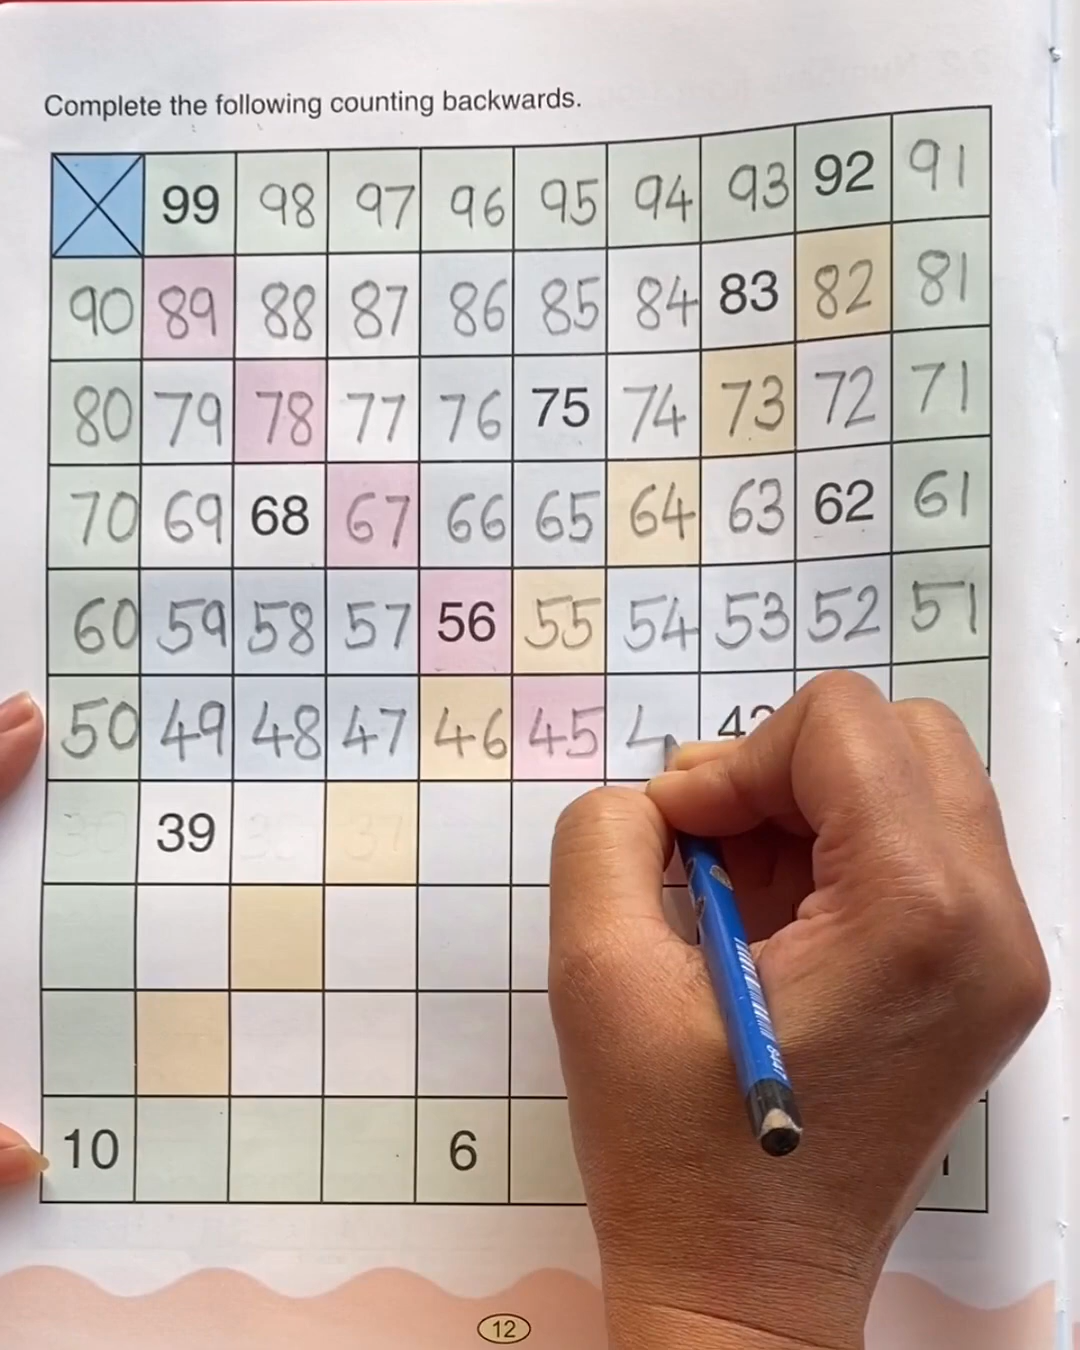 Complete the following counting backwards.
99 98 97 96 95 94 93 92 91
90 89 88 87 86 85 84 83 82 81
80 79 78 77 76 75 74 73 72 71
70 69 68 67 66 65 64 63 62 61
60 59 58 57 56 55 54 53 52 51
50 49 48 47 46 45
39
10 6
12